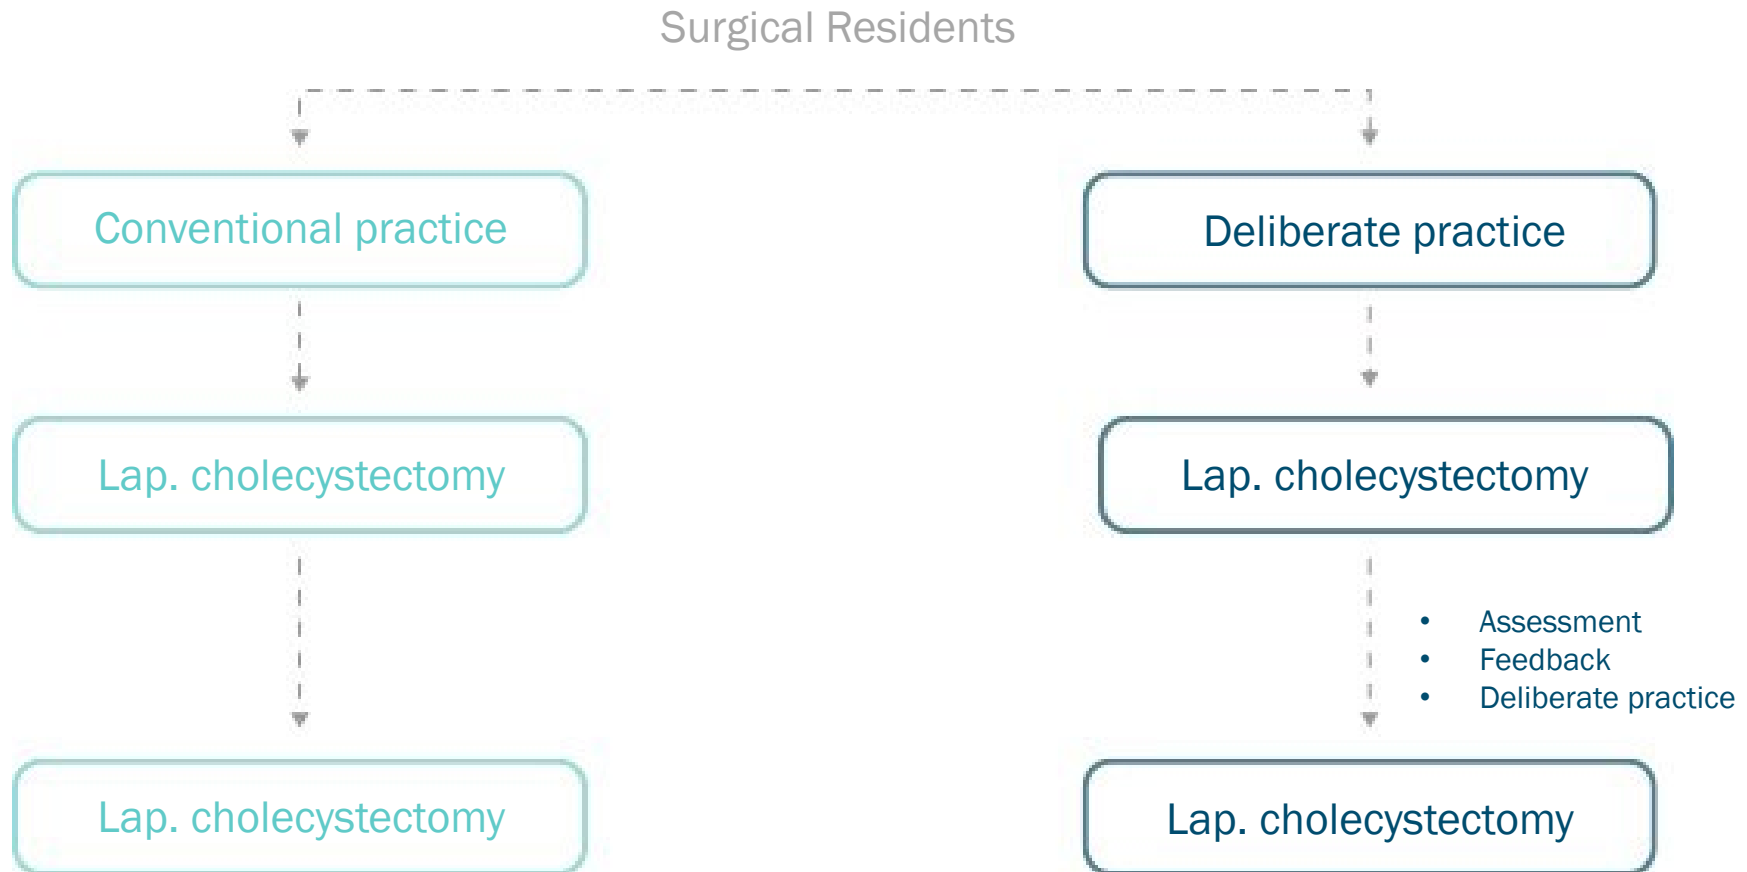 Surgical Residents
Conventional practice
Deliberate practice
Lap. cholecystectomy
Lap. cholecystectomy
• Assessment
• Feedback
• Deliberate practice
Lap. cholecystectomy
Lap. cholecystectomy